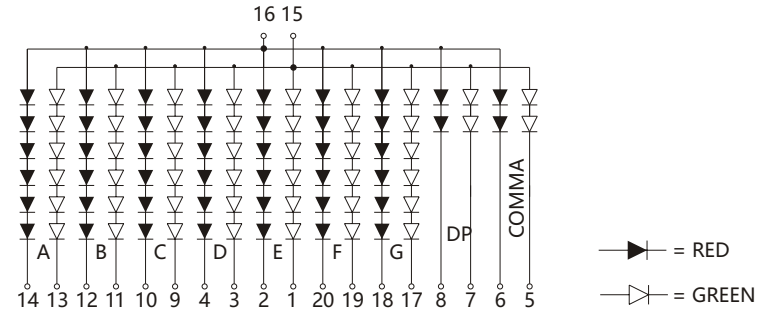 16 15
A B C D E F G DP COMMA
14 13 12 11 10 9 4 3 2 1 20 19 18 17 8 7 6 5
= RED
= GREEN